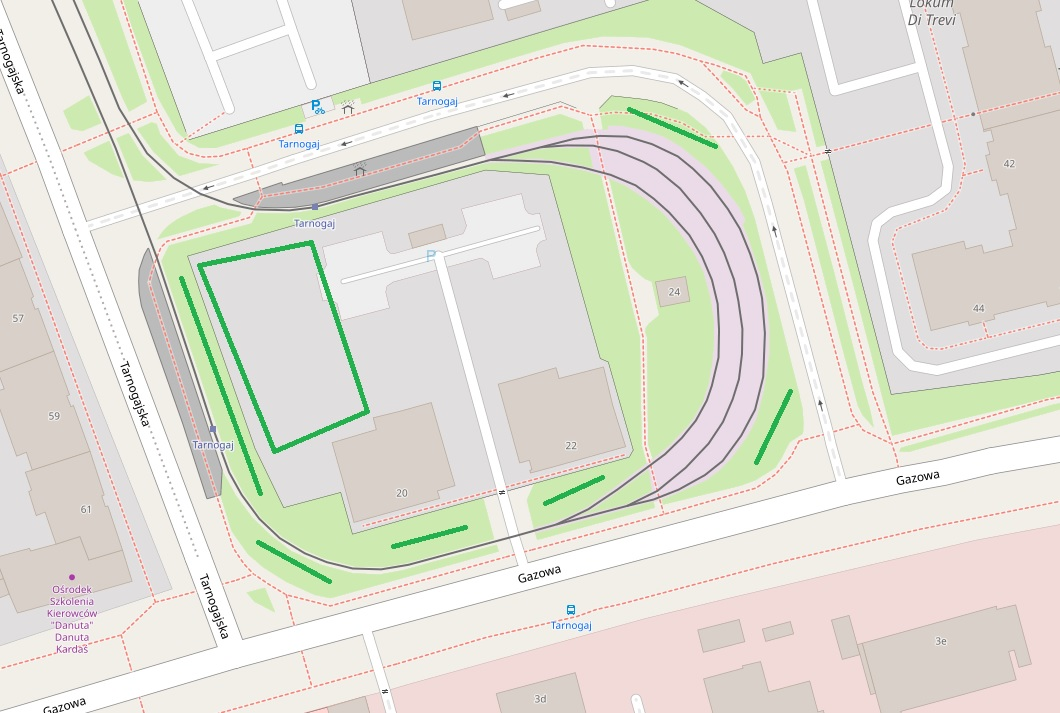 Lokum
Di Trevi
Tarnogajska
P
Tarnogaj
Tarnogaj
42
Tarnogaj
P
24
44
57
Tarnogajska
59
Tarnogaj
22
20
Gazowa
61
Gazowa
Ośrodek
Szkolenia
Kierowców
"Danuta"
Danuta
Kardaś
Tarnogajska
Tarnogaj
3e
3d
Gazowa